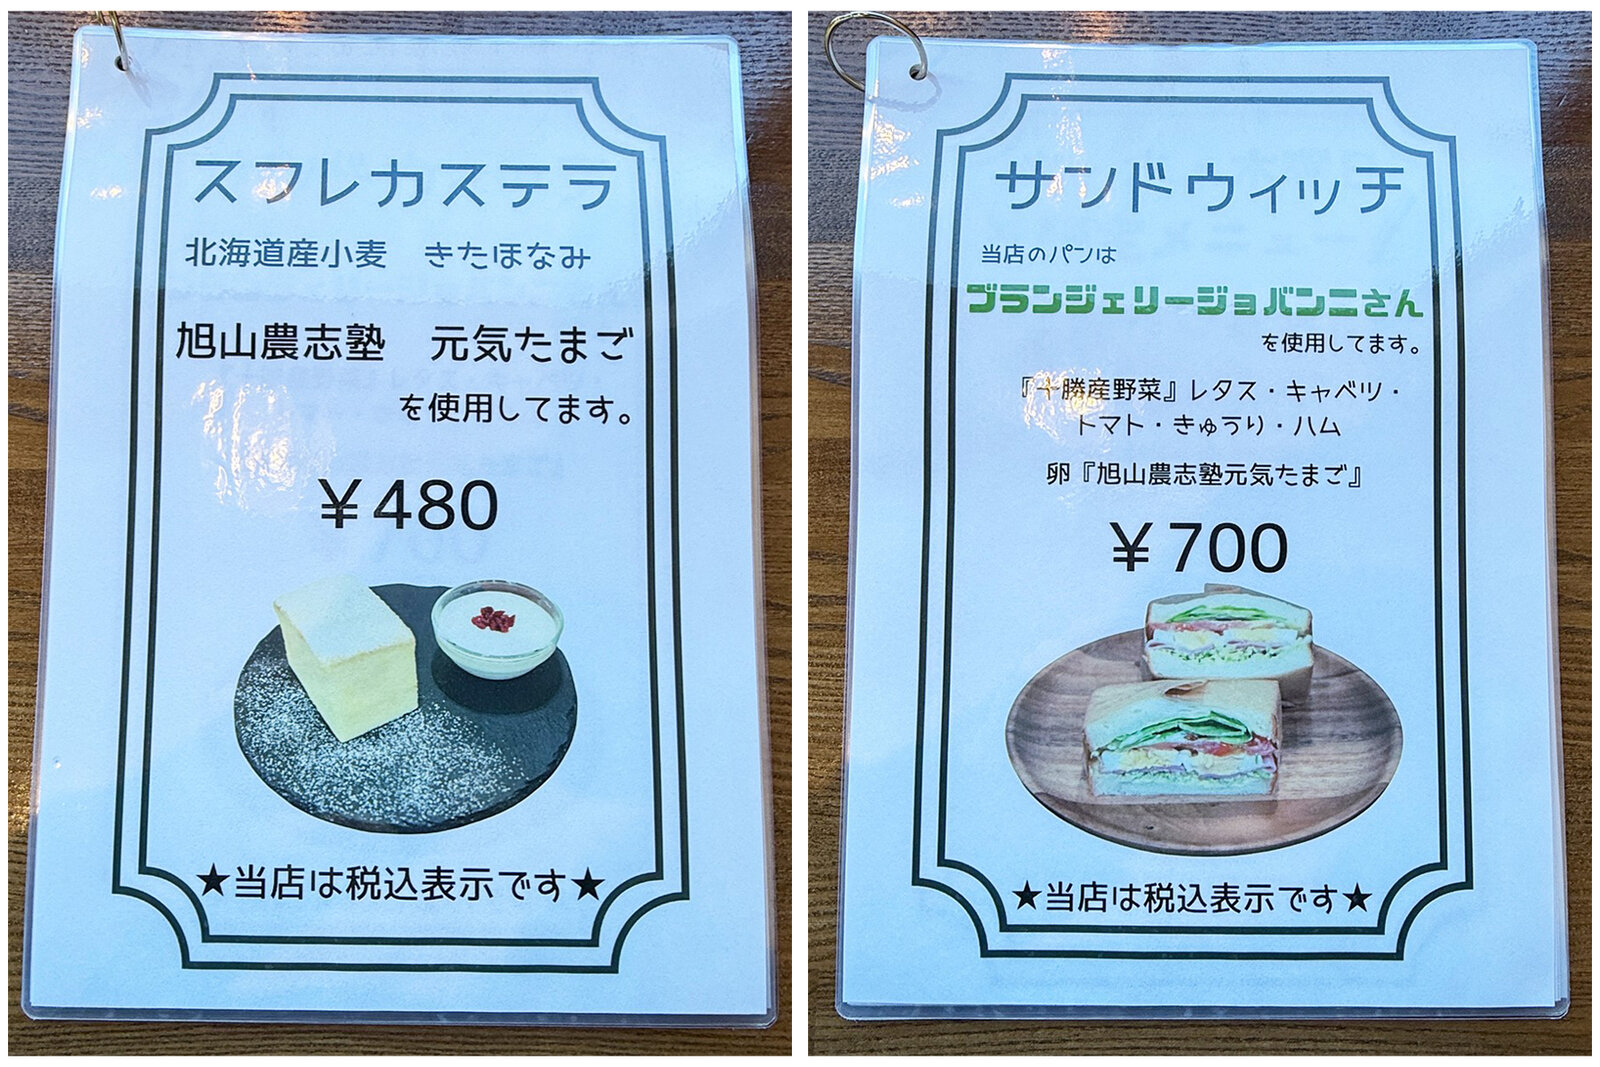 スフレカステラ
北海道産小麦　きたほなみ
旭山農志塾　元気たまご
を使用してます。
￥480
★当店は税込表示です★
サンドウィッチ
当店のパンは
ブランジェリージョバンニさん
を使用してます。
『十勝産野菜』レタス・キャベツ・
トマト・きゅうり・ハム
卵『旭山農志塾元気たまご』
￥700
★当店は税込表示です★